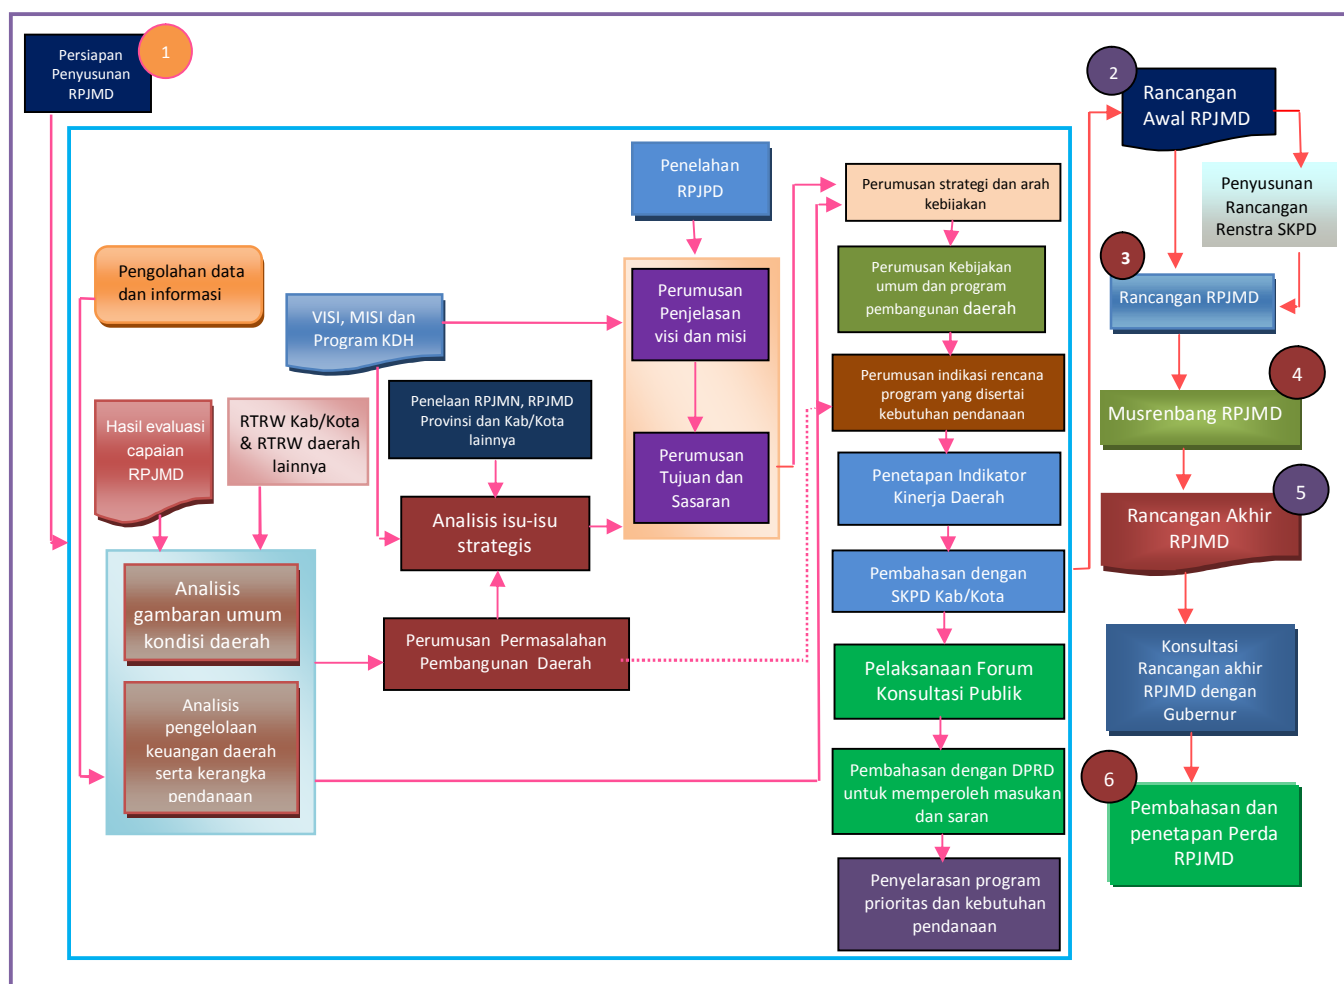 Persiapan
Penyusunan
RPJMD
1
Pengolahan data
dan informasi
VISI, MISI dan
Program KDH
Hasil evaluasi
capaian
RPJMD
RTRW Kab/Kota
& RTRW daerah
lainnya
Penelaan RPJMN, RPJMD
Provinsi dan Kab/Kota
lainnya
Analisis isu-isu
strategis
Analisis
gambaran umum
kondisi daerah
Analisis
pengelolaan
keuangan daerah
serta kerangka
pendanaan
Perumusan Permasalahan
Pembangunan Daerah
Penelahan
RPJPD
Perumusan
Penjelasan
visi dan misi
Perumusan
Tujuan dan
Sasaran
Perumusan strategi dan arah
kebijakan
Perumusan Kebijakan
umum dan program
pembangunan daerah
Perumusan indikasi rencana
program yang disertai
kebutuhan pendanaan
Penetapan Indikator
Kinerja Daerah
Pembahasan dengan
SKPD Kab/Kota
Pelaksanaan Forum
Konsultasi Publik
Pembahasan dengan DPRD
untuk memperoleh masukan
dan saran
Penyelarasan program
prioritas dan kebutuhan
pendanaan
2
Rancangan
Awal RPJMD
Penyusunan
Rancangan
Renstra SKPD
3
Rancangan RPJMD
4
Musrenbang RPJMD
5
Rancangan Akhir
RPJMD
Konsultasi
Rancangan akhir
RPJMD dengan
Gubernur
6
Pembahasan dan
penetapan Perda
RPJMD